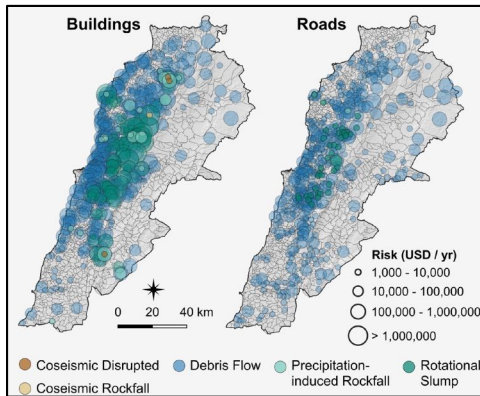 Buildings
Roads
Risk (USD / yr)
1,000 - 10,000
10,000 - 100,000
100,000 - 1,000,000
> 1,000,000
0 20 40 km
Coseismic Disrupted
Debris Flow
Precipitation-
induced Rockfall
Rotational
Slump
Coseismic Rockfall